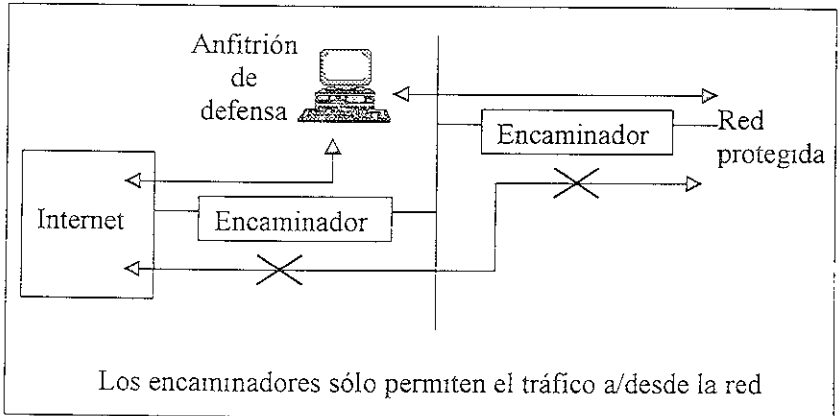 Anfitrión
de
defensa
Encaminador
Red
protegida
Internet
Encaminador
Los encaminadores sólo permiten el tráfico a/desde la red